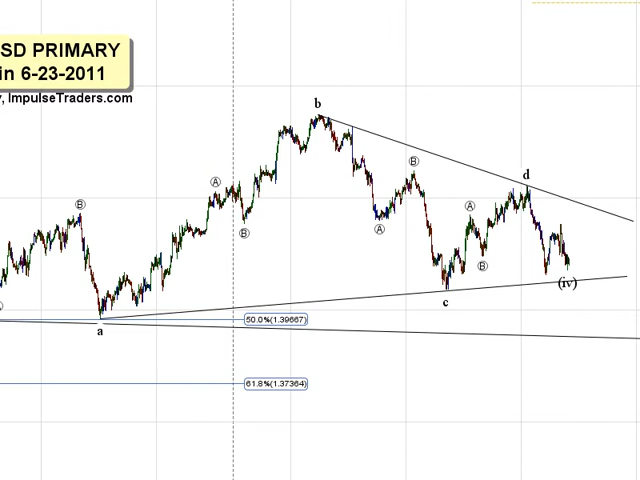 SD PRIMARY
in 6-23-2011
, ImpulseTraders.com
b
B
A
B
A
B
d
A
B
c
(iv)
a
50.0%(1.39667)
61.8%(1.37364)